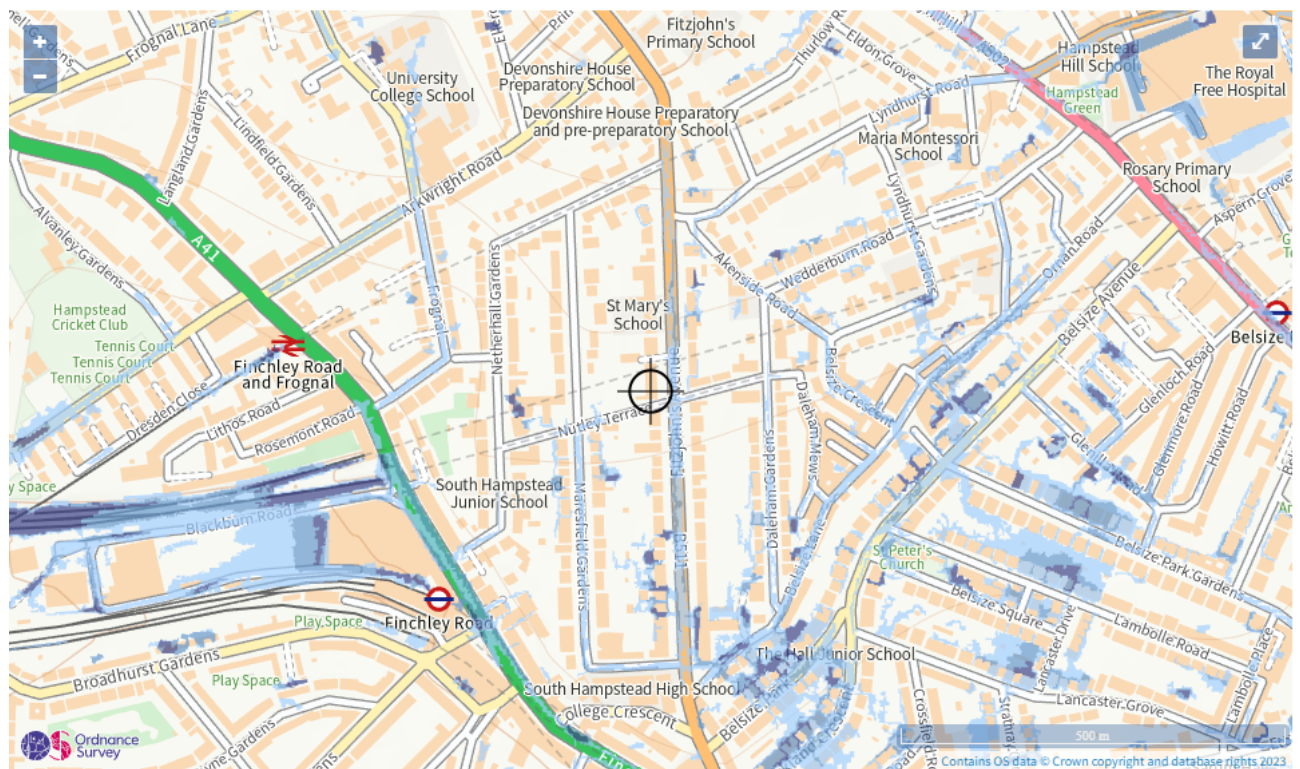 +
−
Frognal Lane
Fitzjohn's
Primary School
Thurlow
Eldon Grove
A502
Hampstead
Hill School
The Royal
Free Hospital
University
College School
Devonshire House
Preparatory School
Hampstead
Green
Langland Gardens
Lindfield Gardens
Devonshire House Preparatory
and pre-preparatory School
Lyndhurst Road
Maria Montessori
School
Arkwright Road
Rosary Primary
School
Lyndhurst Gardens
Aspern Grove
Alvanley Gardens
A41
Netherhall Gardens
Frognal
Akenside Road
Wedderburn Road
Ornan Road
Belsize Avenue
Hampstead
Cricket Club
St Mary's
School
Tennis Court
Tennis Court
Tennis Court
Finchley Road
and Frognal
Belsize
Fitzjohn's Avenue
Belsize Crescent
Glenloch Road
Dresden Close
Lithos Road
Rosemont Road
Nutley Terrace
Daleham Mews
Glenmore Road
Howitt Road
Glenilla Road
y Space
South Hampstead
Junior School
Maresfield Gardens
Daleham Gardens
Blackburn Road
B511
Belsize Lane
St Peter's
Church
Belsize Park Gardens
Belsize Square
Play Space
Finchley Road
Lancaster Drive
Lambolle Road
Lambolle Place
Broadhurst Gardens
The Hall Junior School
Play Space
South Hampstead High School
College Crescent
Belsize
Lancaster Grove
Crossfield
Strathray
500 m
Ordnance
Survey
Contains OS data © Crown copyright and database rights 2023